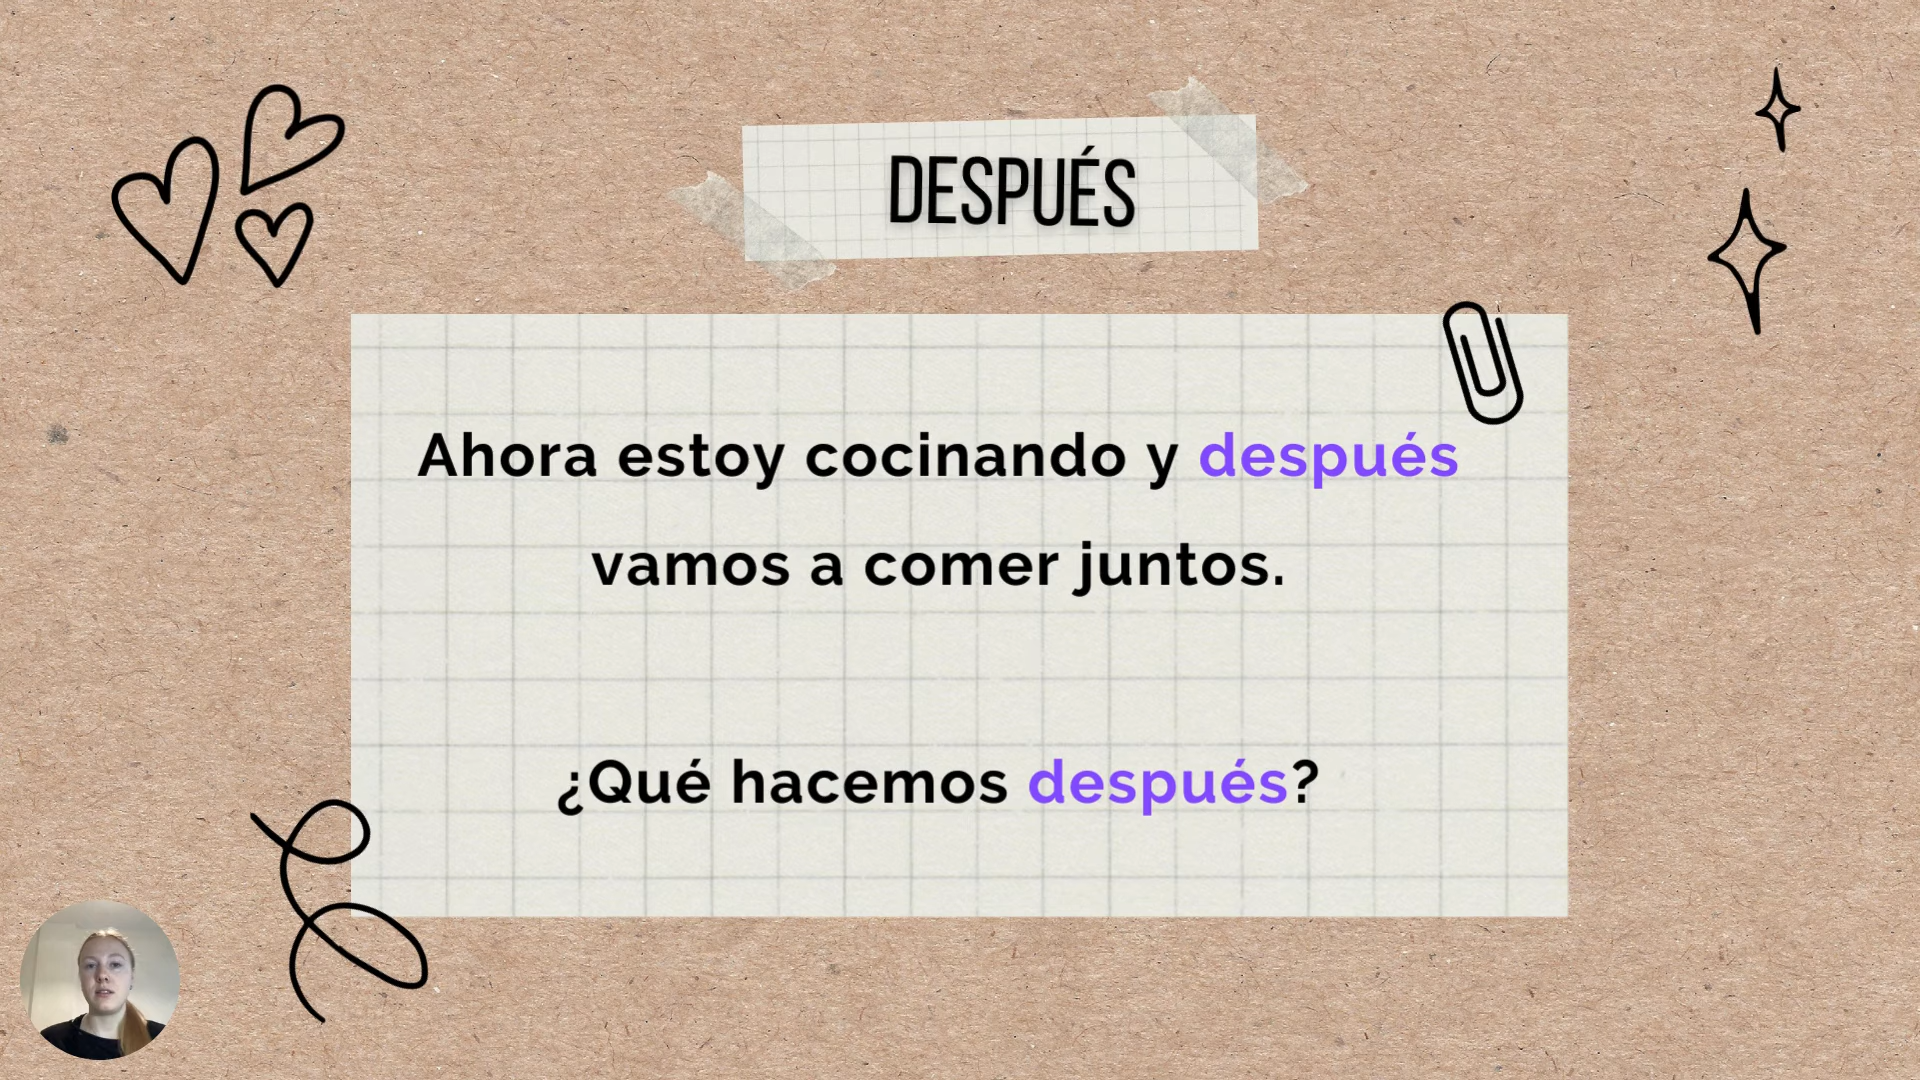 DESPUÉS
Ahora estoy cocinando y después
vamos a comer juntos.
¿Qué hacemos después?